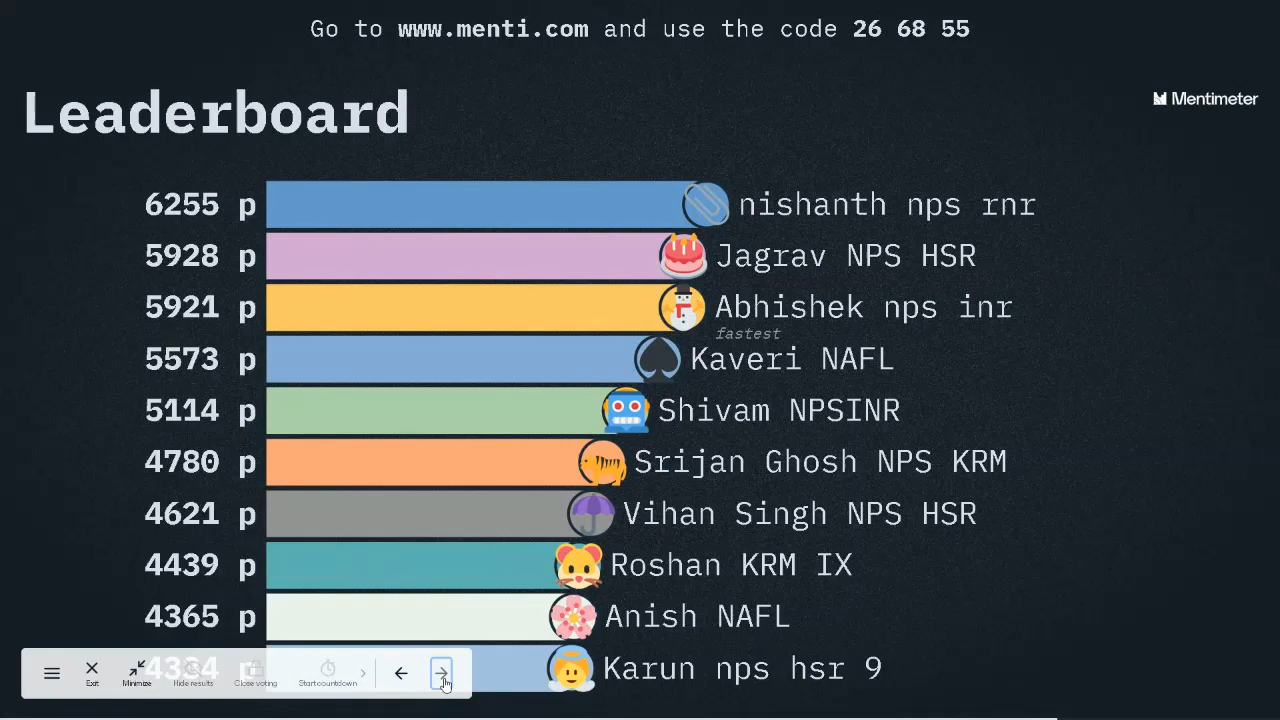 Go to www.menti.com and use the code 26 68 55
Leaderboard
Mentimeter
6255 p nishanth nps rnr
5928 p Jagrav NPS HSR
5921 p Abhishek nps inr
fastest
5573 p Kaveri NAFL
5114 p Shivam NPSINR
4780 p Srijan Ghosh NPS KRM
4621 p Vihan Singh NPS HSR
4439 p Roshan KRM IX
4365 p Anish NAFL
4334 p Karun nps hsr 9
Exit Minimize Hide results Close voting Start countdown